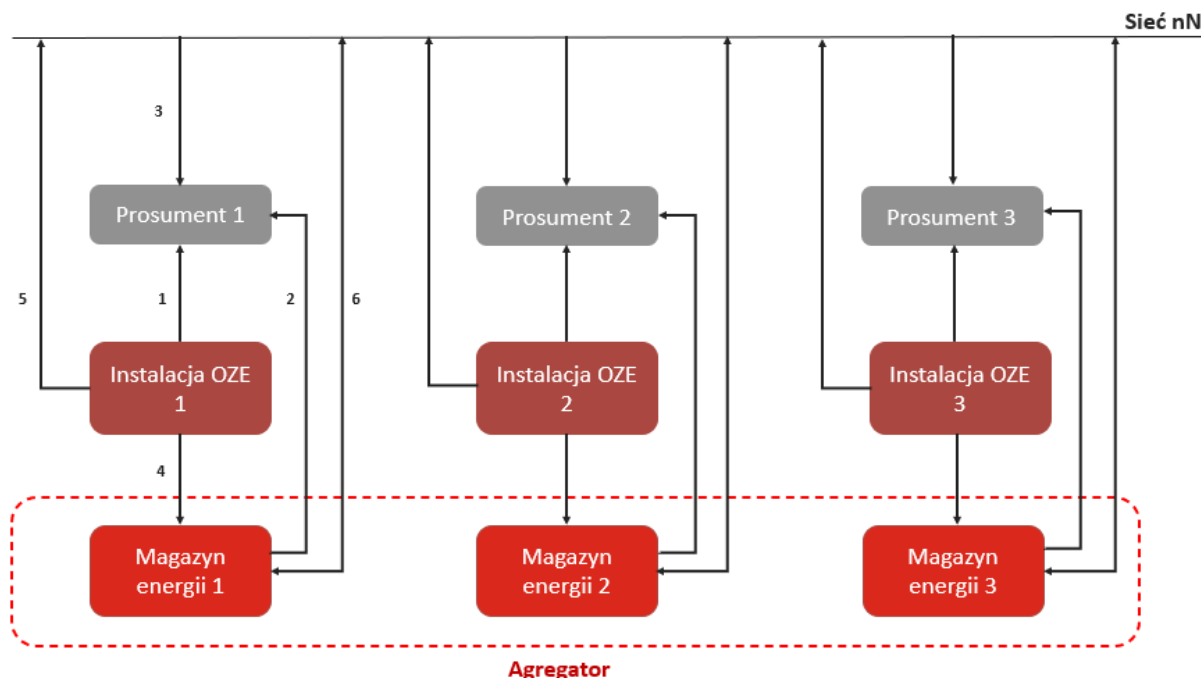 Sieć nN
3
Prosument 1
Prosument 2
Prosument 3
5
1
2
6
Instalacja OZE
1
Instalacja OZE
2
Instalacja OZE
3
4
Magazyn
energii 1
Magazyn
energii 2
Magazyn
energii 3
Agregator